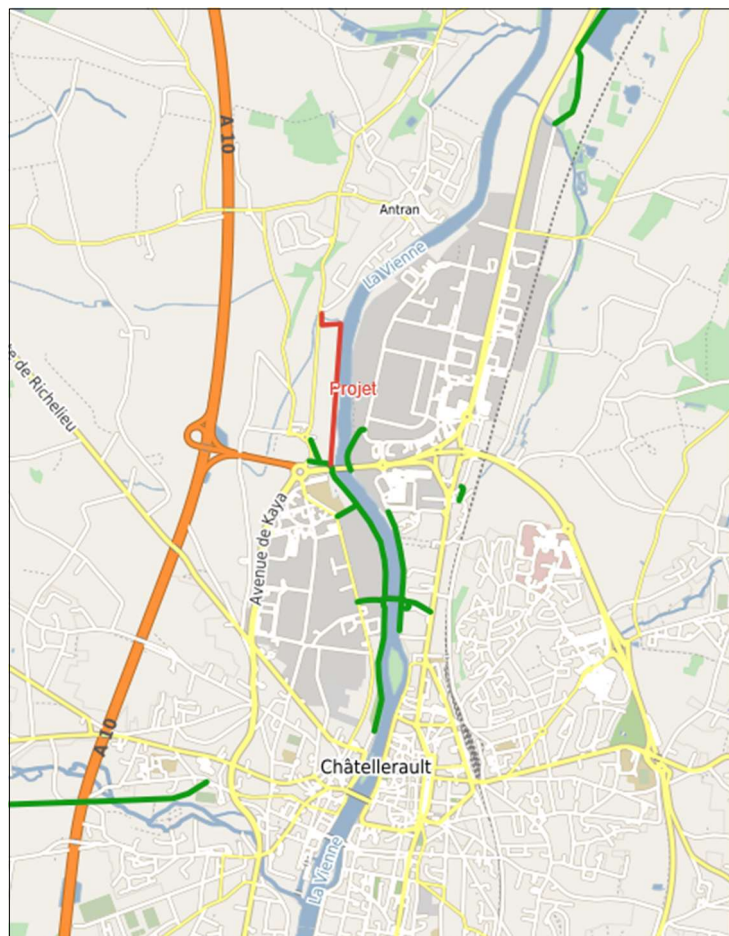 A 10
Antran
La Vienne
e de Richelieu
Projet
Avenue de Kaya
A 10
Châtellerault
La Vienne